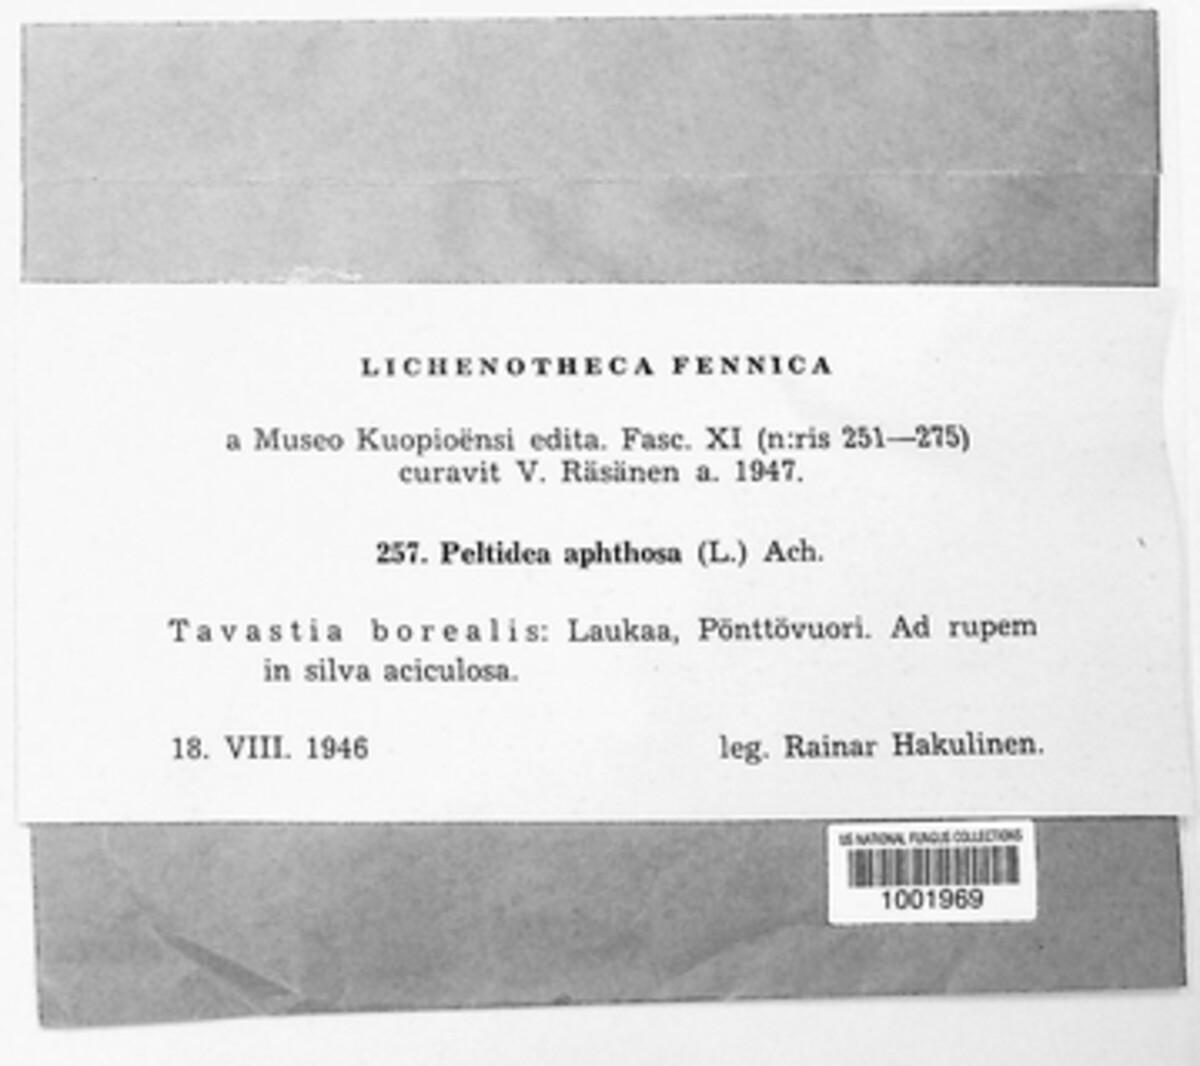 LICHENOTHECA FENNICA
a Museo Kuopioënsi edita. Fasc. XI (n:ris 251—275)
curavit V. Räsänen a. 1947.
257. Peltidea aphthosa (L.) Ach.
Tavastia borealis: Laukaa, Pönttövuori. Ad rupem
in silva aciculosa.
18. VIII. 1946 leg. Rainar Hakulinen.
US NATIONAL FUNGUS COLLECTIONS
1001969